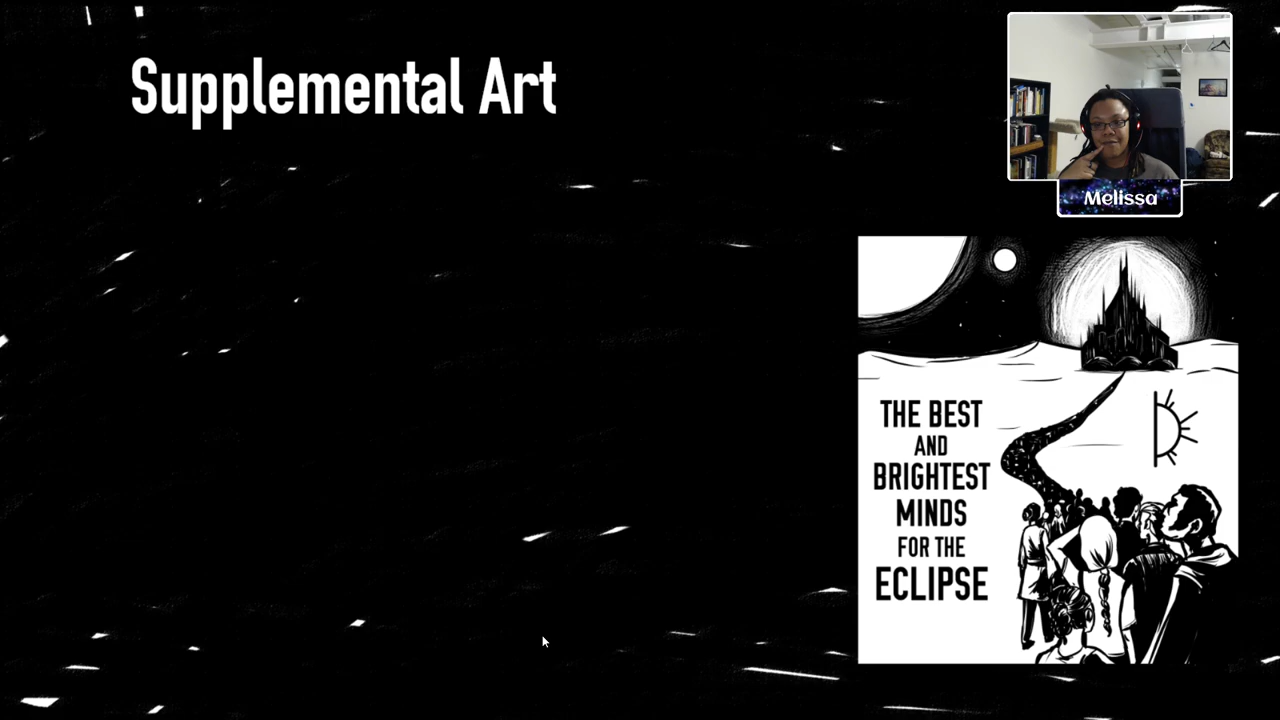 Supplemental Art
Melissa
THE BEST
AND
BRIGHTEST
MINDS
FOR THE
ECLIPSE